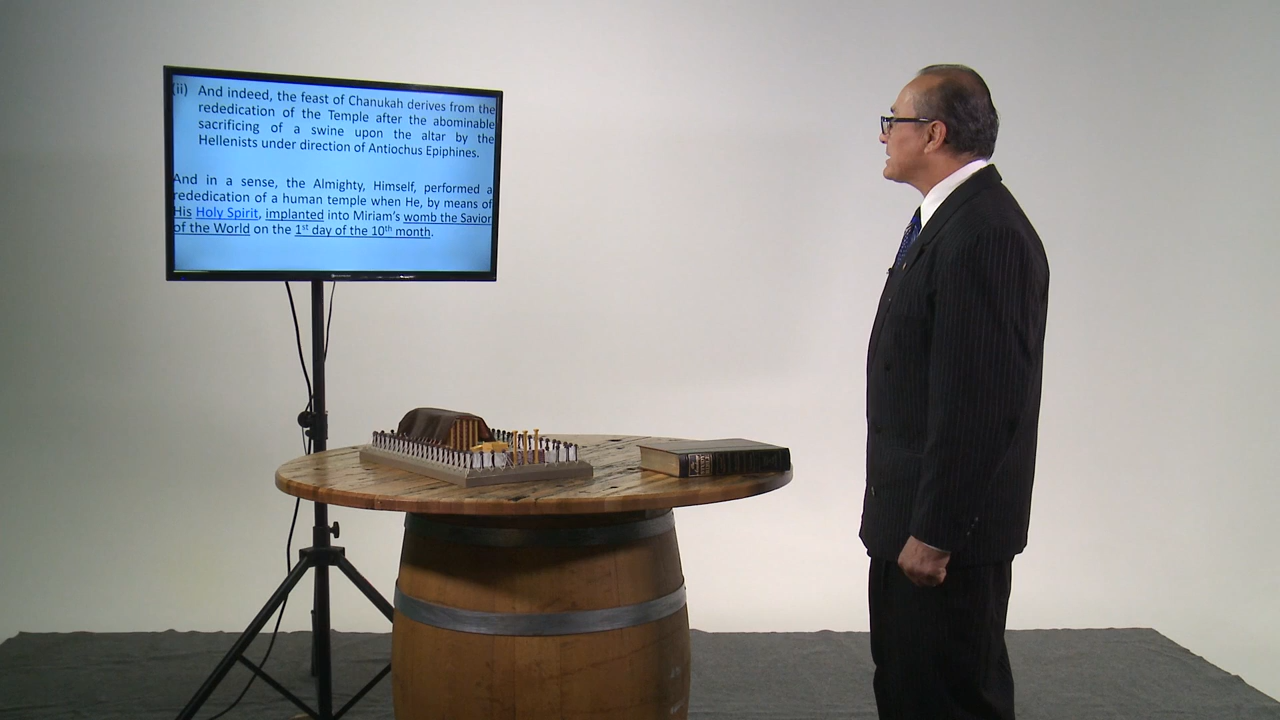 (ii) And indeed, the feast of Chanukah derives from the
rededication of the Temple after the abominable
sacrificing of a swine upon the altar by the
Hellenists under direction of Antiochus Epiphines.
And in a sense, the Almighty, Himself, performed a
rededication of a human temple when He, by means of
His Holy Spirit, implanted into Miriam's womb the Savior
of the World on the 1st day of the 10th month.